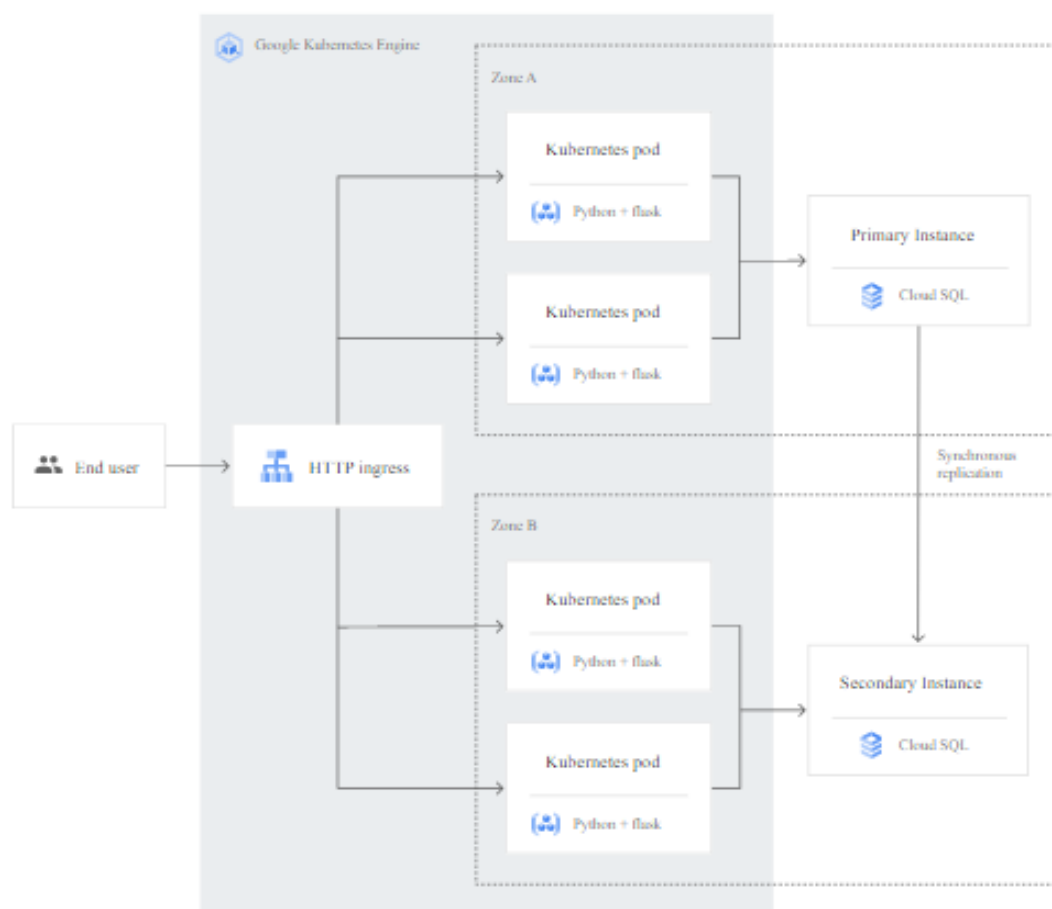 Google Kubernetes Engine
Zone A
Kubernetes pod
Python + flask
Primary Instance
Cloud SQL
Kubernetes pod
Python + flask
End user
HTTP ingress
Synchronous
replication
Zone B
Kubernetes pod
Python + flask
Secondary Instance
Cloud SQL
Kubernetes pod
Python + flask